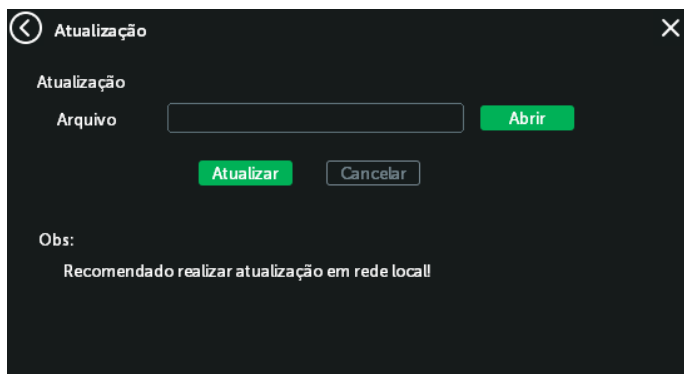 Atualização
Atualização
Arquivo
Abrir
Atualizar
Cancelar
Obs:
Recomendado realizar atualização em rede local!